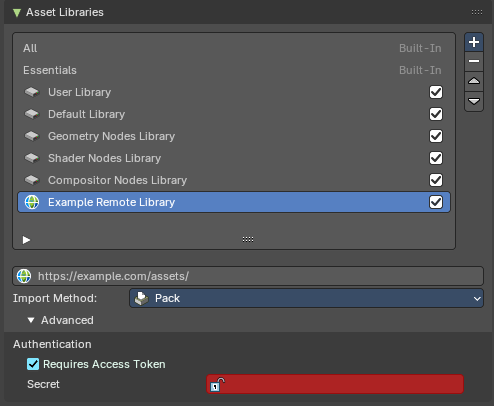 Asset Libraries
All Built-In
Essentials Built-In
User Library
Default Library
Geometry Nodes Library
Shader Nodes Library
Compositor Nodes Library
Example Remote Library
https://example.com/assets/
Import Method: Pack
Advanced
Authentication
Requires Access Token
Secret